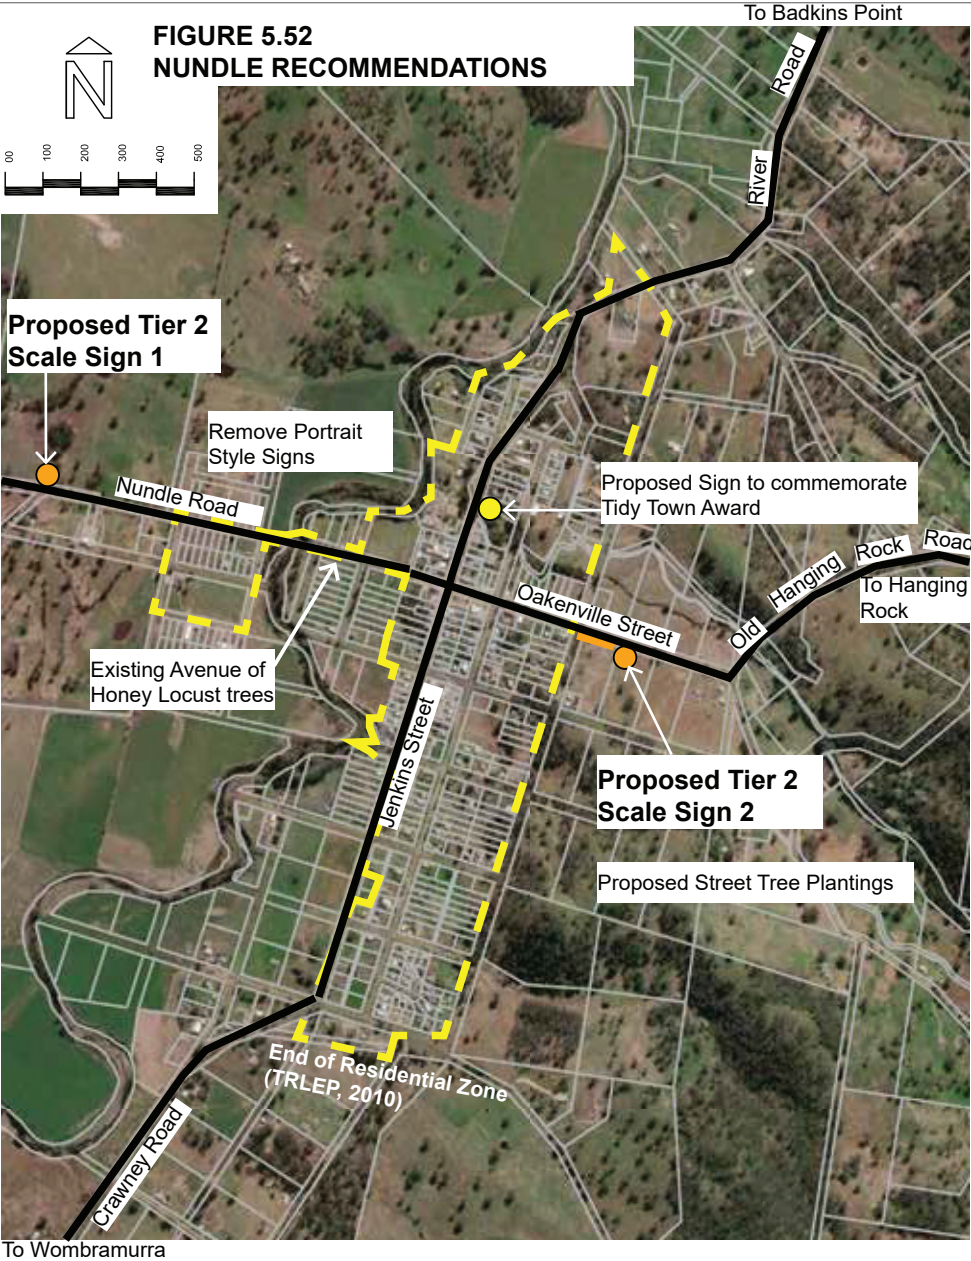 To Badkins Point
FIGURE 5.52
NUNDLE RECOMMENDATIONS
N
00 100 200 300 400 500
River Road
Proposed Tier 2
Scale Sign 1
Remove Portrait
Style Signs
Nundle Road
Proposed Sign to commemorate
Tidy Town Award
Old Hanging Rock Road
To Hanging
Rock
Oakenville Street
Existing Avenue of
Honey Locust trees
Jenkins Street
Proposed Tier 2
Scale Sign 2
Proposed Street Tree Plantings
End of Residential Zone
(TRLEP, 2010)
Crawney Road
To Wombramurra